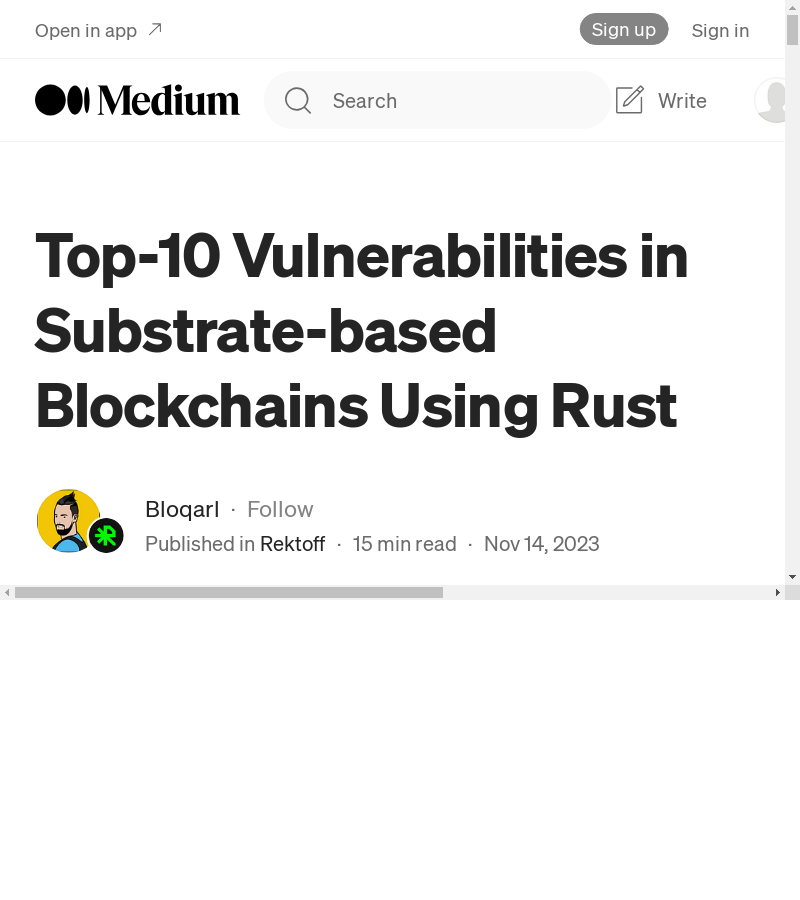 Open in app
Sign up
Sign in
Medium
Search
Write
Top-10 Vulnerabilities in
Substrate-based
Blockchains Using Rust
Bloqarl · Follow
Published in Rektoff · 15 min read · Nov 14, 2023